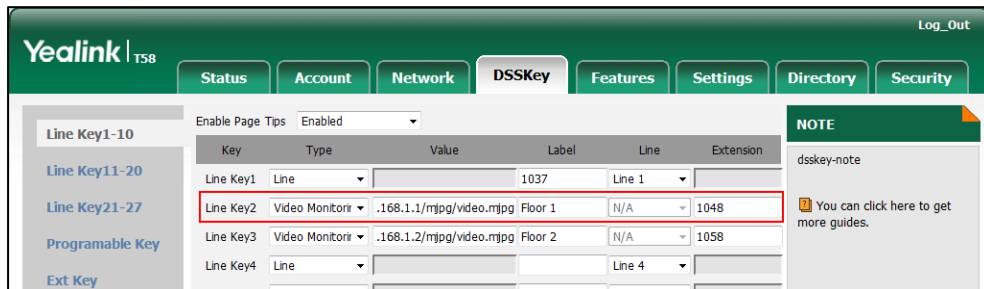 Log_Out
Yealink T58
Status Account Network DSSKey Features Settings Directory Security
Line Key1-10
Line Key11-20
Line Key21-27
Programable Key
Ext Key
Enable Page Tips Enabled
Key Type Value Label Line Extension
Line Key1 Line 1037 Line 1
Line Key2 Video Monitorir .168.1.1/mjpg/video.mjpg Floor 1 N/A 1048
Line Key3 Video Monitorir .168.1.2/mjpg/video.mjpg Floor 2 N/A 1058
Line Key4 Line Line 4
NOTE
dsskey-note
You can click here to get
more guides.